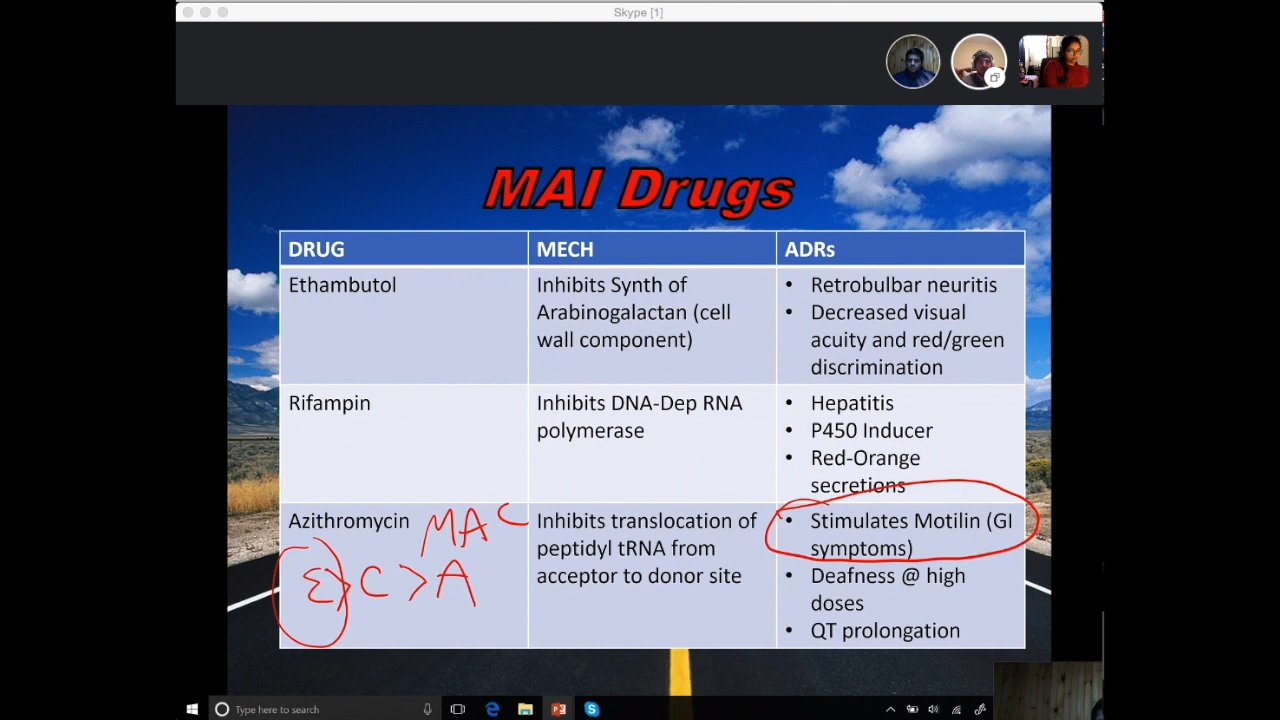 Skype [1]
MAI Drugs
DRUG
MECH
ADRs
Ethambutol
Inhibits Synth of
Arabinogalactan (cell
wall component)
• Retrobulbar neuritis
• Decreased visual
acuity and red/green
discrimination
Rifampin
Inhibits DNA-Dep RNA
polymerase
• Hepatitis
• P450 Inducer
• Red-Orange
secretions
Azithromycin
MAC
Σ > C > A
Inhibits translocation of
peptidyl tRNA from
acceptor to donor site
• Stimulates Motilin (GI
symptoms)
• Deafness @ high
doses
• QT prolongation
Type here to search